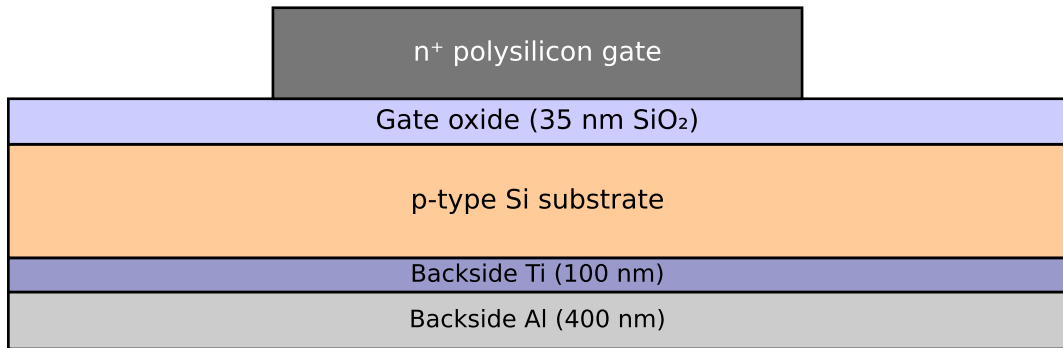 n⁺ polysilicon gate
Gate oxide (35 nm SiO₂)
p-type Si substrate
Backside Ti (100 nm)
Backside Al (400 nm)